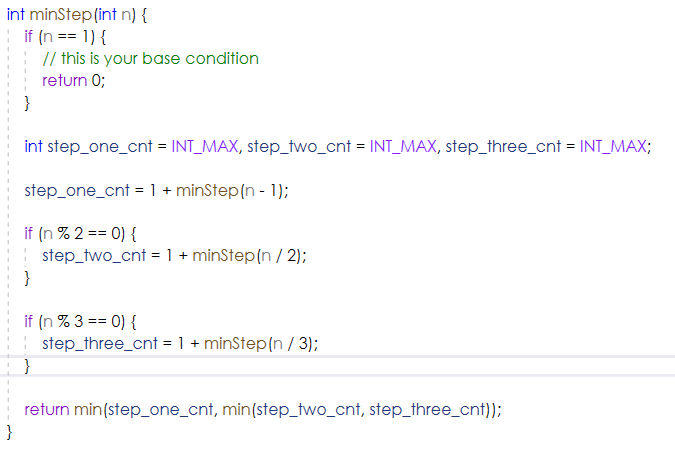 int minStep(int n) {
if (n == 1) {
// this is your base condition
return 0;
}
int step_one_cnt = INT_MAX, step_two_cnt = INT_MAX, step_three_cnt = INT_MAX;
step_one_cnt = 1 + minStep(n - 1);
if (n % 2 == 0) {
step_two_cnt = 1 + minStep(n / 2);
}
if (n % 3 == 0) {
step_three_cnt = 1 + minStep(n / 3);
}
return min(step_one_cnt, min(step_two_cnt, step_three_cnt));
}